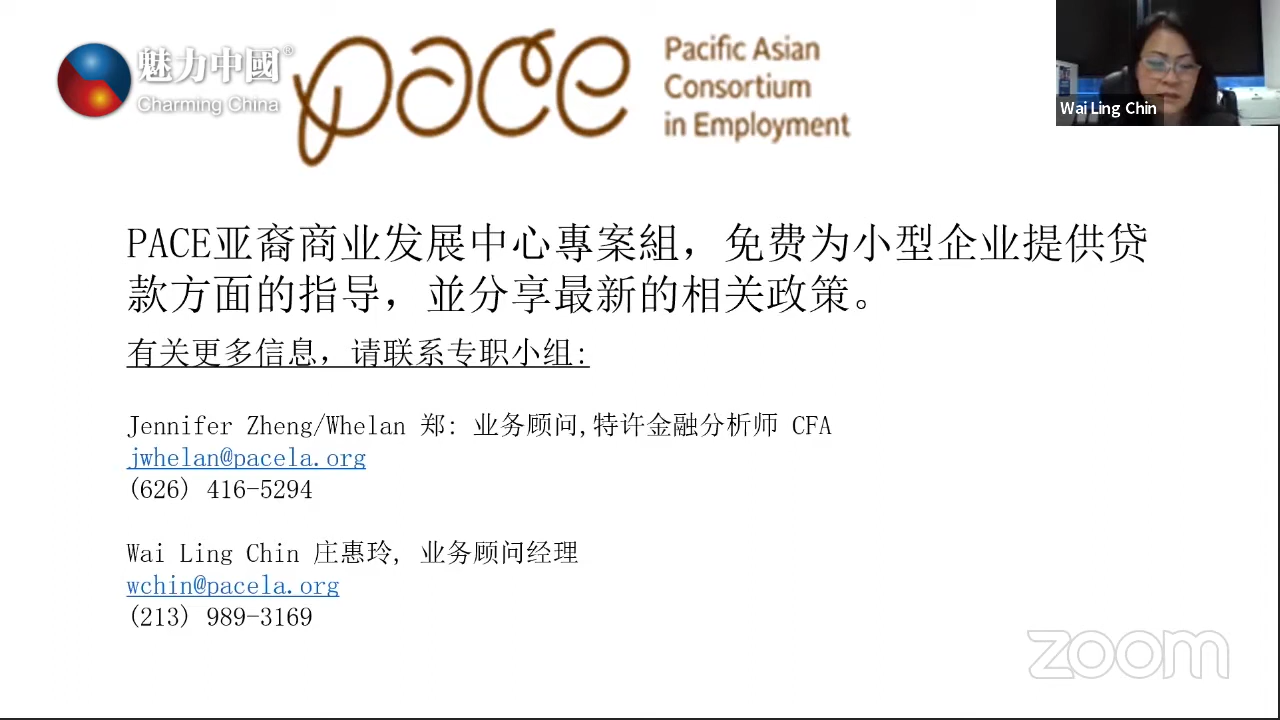 魅力中國®
Charming China
pace
Pacific Asian
Consortium
in Employment
Wai Ling Chin
PACE亚裔商业发展中心專案組，免费为小型企业提供贷
款方面的指导，並分享最新的相关政策。
有关更多信息，请联系专职小组:
Jennifer Zheng/Whelan 郑: 业务顾问,特许金融分析师 CFA
jwhelan@pacela.org
(626) 416-5294
Wai Ling Chin 庄惠玲, 业务顾问经理
wchin@pacela.org
(213) 989-3169
zoom